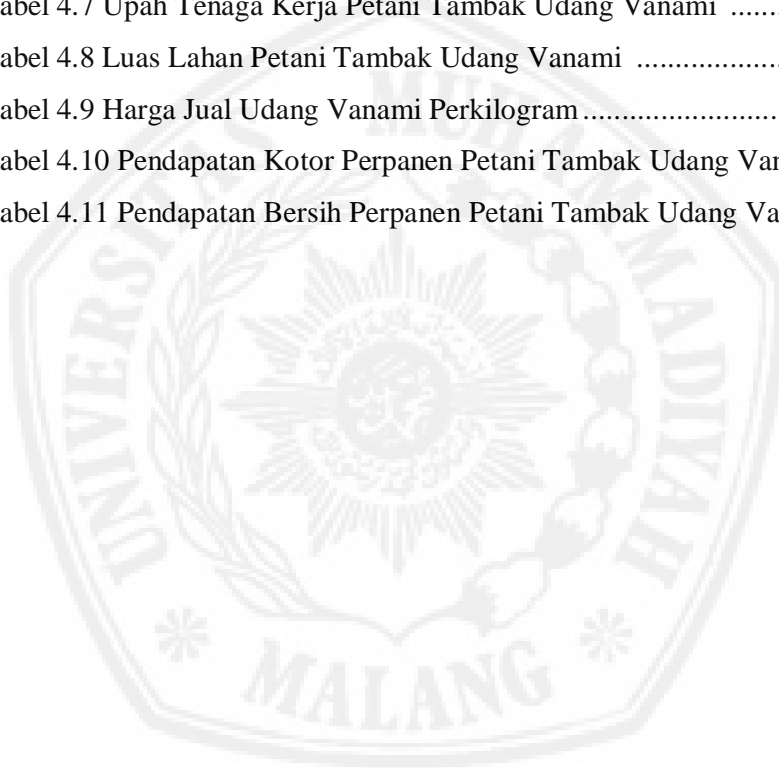 abel 4.7 Upah Tenaga Kerja Petani Tambak Udang Vanami .......
abel 4.8 Luas Lahan Petani Tambak Udang Vanami ...................
abel 4.9 Harga Jual Udang Vanami Perkilogram.........................
abel 4.10 Pendapatan Kotor Perpanen Petani Tambak Udang Van
abel 4.11 Pendapatan Bersih Perpanen Petani Tambak Udang Va
UNIVERSITAS MUHAMMADIYAH
MALANG